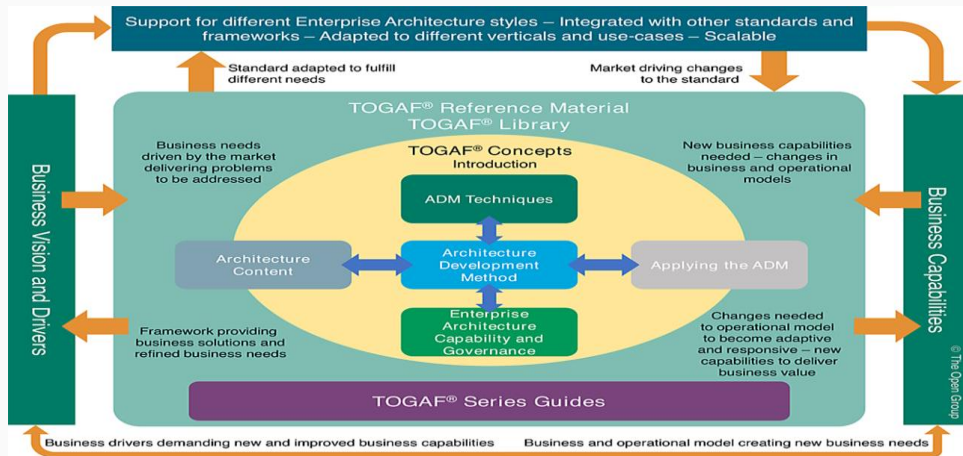 Support for different Enterprise Architecture styles – Integrated with other standards and
frameworks – Adapted to different verticals and use-cases – Scalable
Standard adapted to fulfill
different needs
Market driving changes
to the standard
Business Vision and Drivers
TOGAF® Reference Material
TOGAF® Library
Business needs
driven by the market
delivering problems
to be addressed
TOGAF® Concepts
Introduction
New business capabilities
needed – changes in
business and operational
models
ADM Techniques
Architecture
Content
Architecture
Development
Method
Applying the ADM
Enterprise
Architecture
Capability and
Governance
Framework providing
business solutions and
refined business needs
Changes needed
to operational model
to become adaptive
and responsive – new
capabilities to deliver
business value
TOGAF® Series Guides
Business Capabilities
© The Open Group
Business drivers demanding new and improved business capabilities
Business and operational model creating new business needs